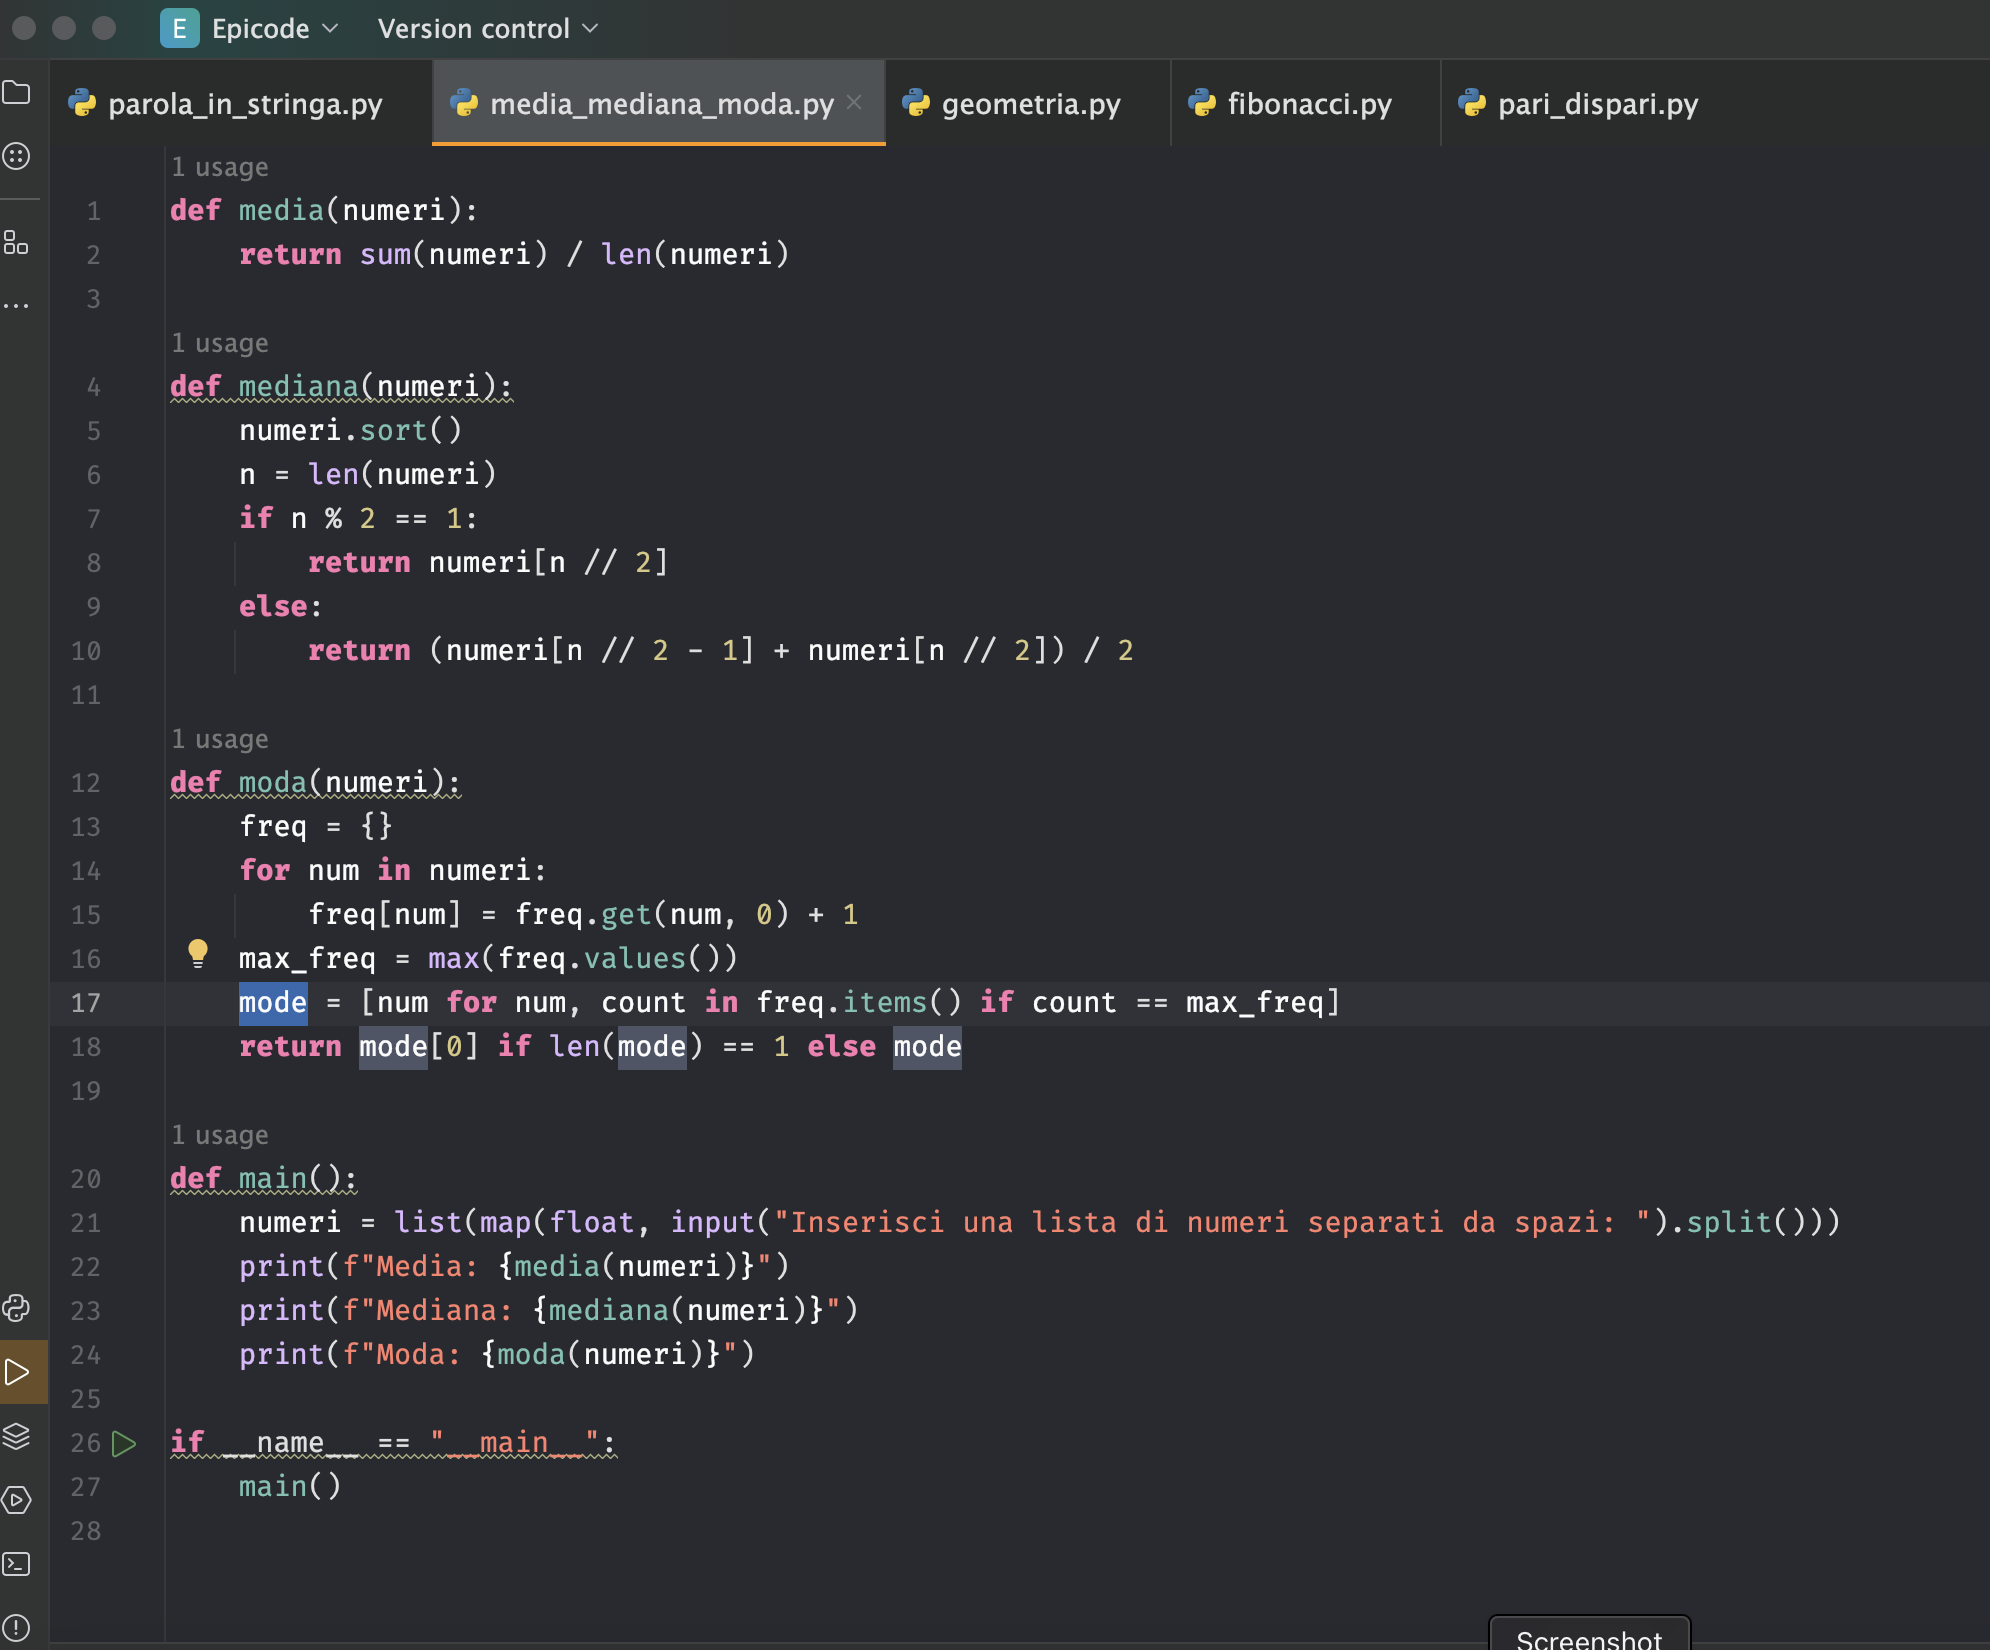 E Epicode Version control
parola_in_stringa.py media_mediana_moda.py geometria.py fibonacci.py pari_dispari.py
1 usage
1 def media(numeri):
2     return sum(numeri) / len(numeri)
3
1 usage
4 def mediana(numeri):
5     numeri.sort()
6     n = len(numeri)
7     if n % 2 == 1:
8         return numeri[n // 2]
9     else:
10         return (numeri[n // 2 - 1] + numeri[n // 2]) / 2
11
1 usage
12 def moda(numeri):
13     freq = {}
14     for num in numeri:
15         freq[num] = freq.get(num, 0) + 1
16     max_freq = max(freq.values())
17     mode = [num for num, count in freq.items() if count == max_freq]
18     return mode[0] if len(mode) == 1 else mode
19
1 usage
20 def main():
21     numeri = list(map(float, input("Inserisci una lista di numeri separati da spazi: ").split()))
22     print(f"Media: {media(numeri)}")
23     print(f"Mediana: {mediana(numeri)}")
24     print(f"Moda: {moda(numeri)}")
25
26 if __name__ == "__main__":
27     main()
28
Screenshot